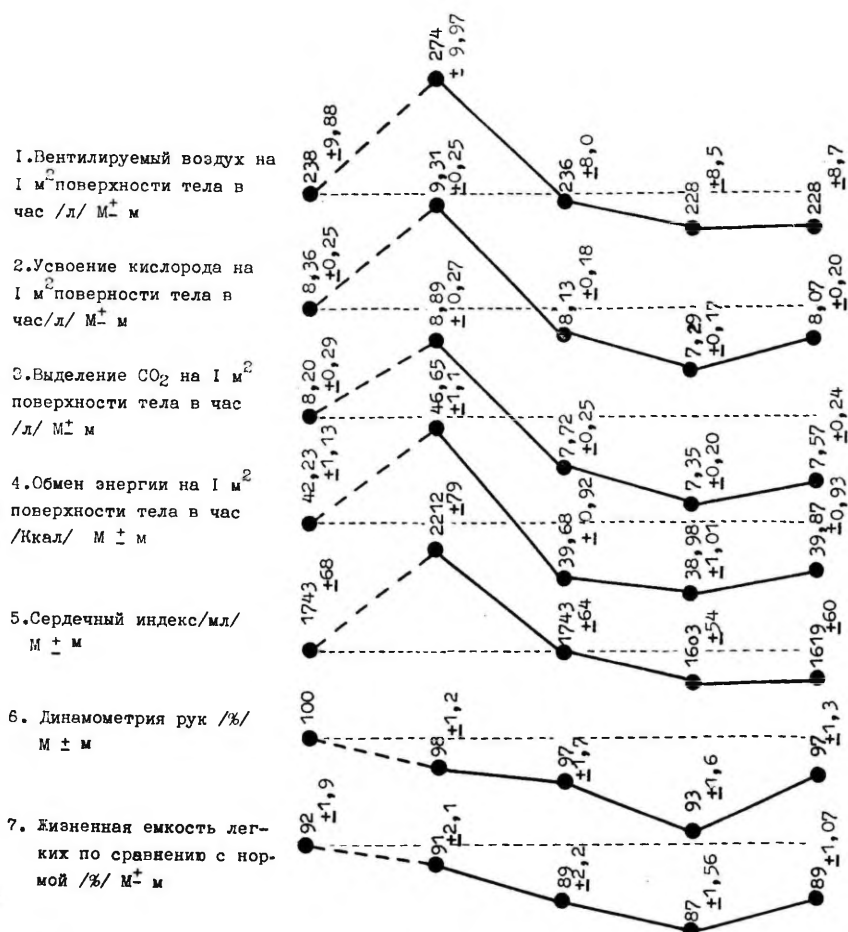 1.Вентилируемый воздух на
I м² поверхности тела в
час /л/ М ± м
238 ±9,88
274 ± 9,97
236 ±8,0
228 ±8,5
228 ±8,7
2.Усвоение кислорода на
I м² поверности тела в
час/л/ М ± м
8,36 ±0,25
9,31 ±0,25
8,13 ±0,18
7,29 ±0,17
8,07 ±0,20
3.Выделение CO₂ на I м²
поверхности тела в час
/л/ М ± м
8,20 ±0,29
8,89 ±0,27
7,72 ±0,25
7,35 ±0,20
7,57 ±0,24
4.Обмен энергии на I м²
поверхности тела в час
/Ккал/ М ± м
42,23 ±1,13
46,65 ±1,1
39,68 ±0,92
38,98 ±1,01
39,87 ±0,93
5.Сердечный индекс/мл/
М ± м
1743 ±68
2212 ±79
1743 ±64
1603 ±54
1619 ±60
6. Динамометрия рук /%/
М ± м
100
98 ±1,2
97 ±1,7
93 ±1,6
97 ±1,3
7. Жизненная емкость лег-
ких по сравнению с нор-
мой /%/ М ± м
92 ±1,9
91 ±2,1
89 ±2,2
87 ±1,56
89 ±1,07